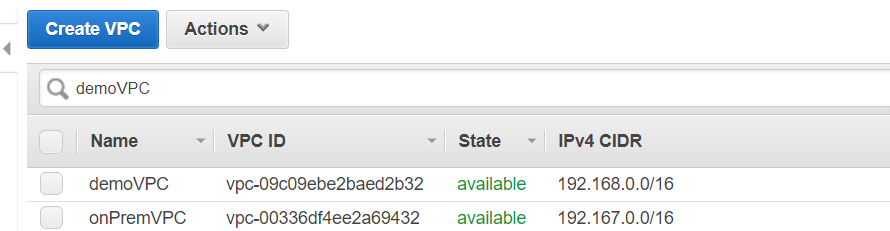 Create VPC Actions
demoVPC
Name VPC ID State IPv4 CIDR
demoVPC vpc-09c09ebe2baed2b32 available 192.168.0.0/16
onPremVPC vpc-00336df4ee2a69432 available 192.167.0.0/16